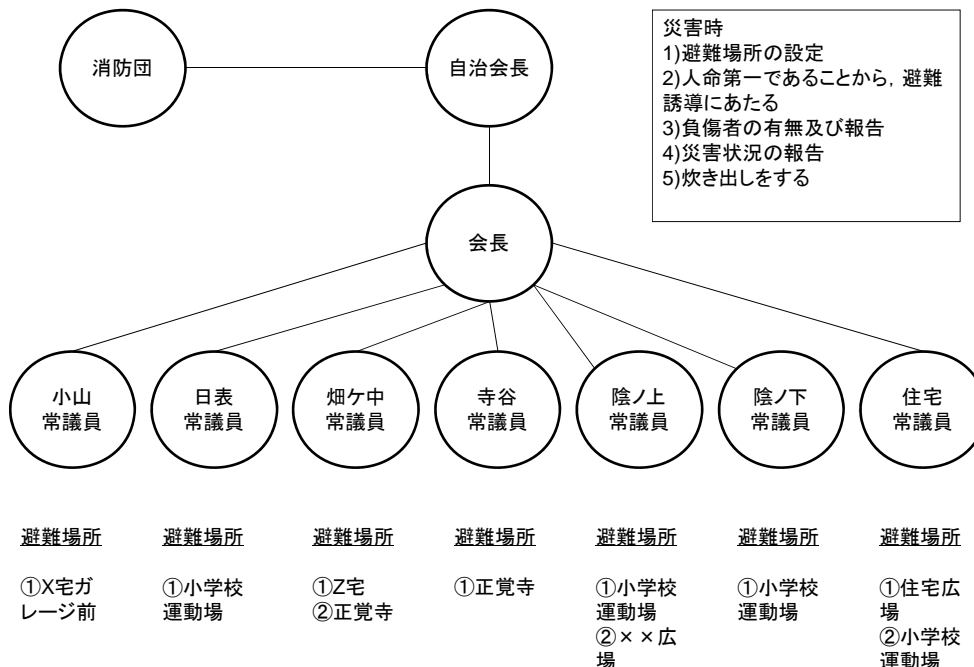 消防団
自治会長
災害時
1)避難場所の設定
2)人命第一であることから, 避難
誘導にあたる
3)負傷者の有無及び報告
4)災害状況の報告
5)炊き出しをする
会長
小山
常議員
日表
常議員
畑ケ中
常議員
寺谷
常議員
陰ノ上
常議員
陰ノ下
常議員
住宅
常議員
避難場所
①X宅ガ
レージ前
避難場所
①小学校
運動場
避難場所
①Z宅
②正覚寺
避難場所
①正覚寺
避難場所
①小学校
運動場
②××広
場
避難場所
①小学校
運動場
避難場所
①住宅広
場
②小学校
運動場